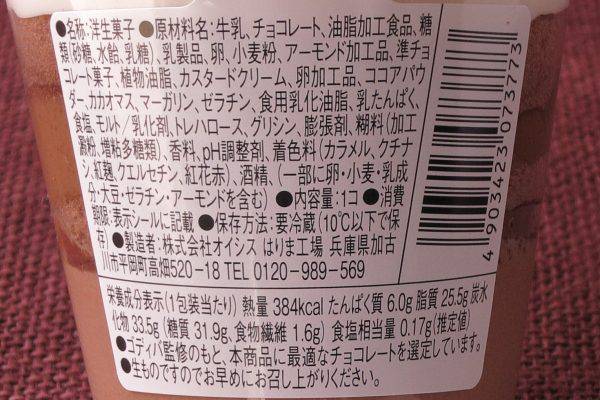 ●名称:洋生菓子●原材料名:牛乳、チョコレート、油脂加工食品、糖
類(砂糖、水飴、乳糖)、乳製品、卵、小麦粉、アーモンド加工品、準チョ
コレート菓子、植物油脂、カスタードクリーム、卵加工品、ココアパウ
ダー、カカオマス、マーガリン、ゼラチン、食用乳化油脂、乳たんぱく、
食塩、モルト/乳化剤、トレハロース、グリシン、膨張剤、糊料(加工
澱粉、増粘多糖類)、香料、pH調整剤、着色料(カラメル、クチナ
シ、紅麹、クエルセチン、紅花赤)、酒精、(一部に卵・小麦・乳成
分・大豆・ゼラチン・アーモンドを含む)●内容量:1コ●消費
期限:表示シールに記載●保存方法:要冷蔵(10℃以下で保
存)●製造者:株式会社オイシス はりま工場 兵庫県加古
川市平岡町高畑520-18 TEL 0120-989-569
4 903423 073773
栄養成分表示(1包装当たり) 熱量 384kcal たんぱく質 6.0g 脂質 25.5g 炭水
化物 33.5g (糖質 31.9g、食物繊維 1.6g) 食塩相当量 0.17g(推定値)
●ゴディバ監修のもと、本商品に最適なチョコレートを選定しています。
●生ものですのでお早めにお召し上がりください。